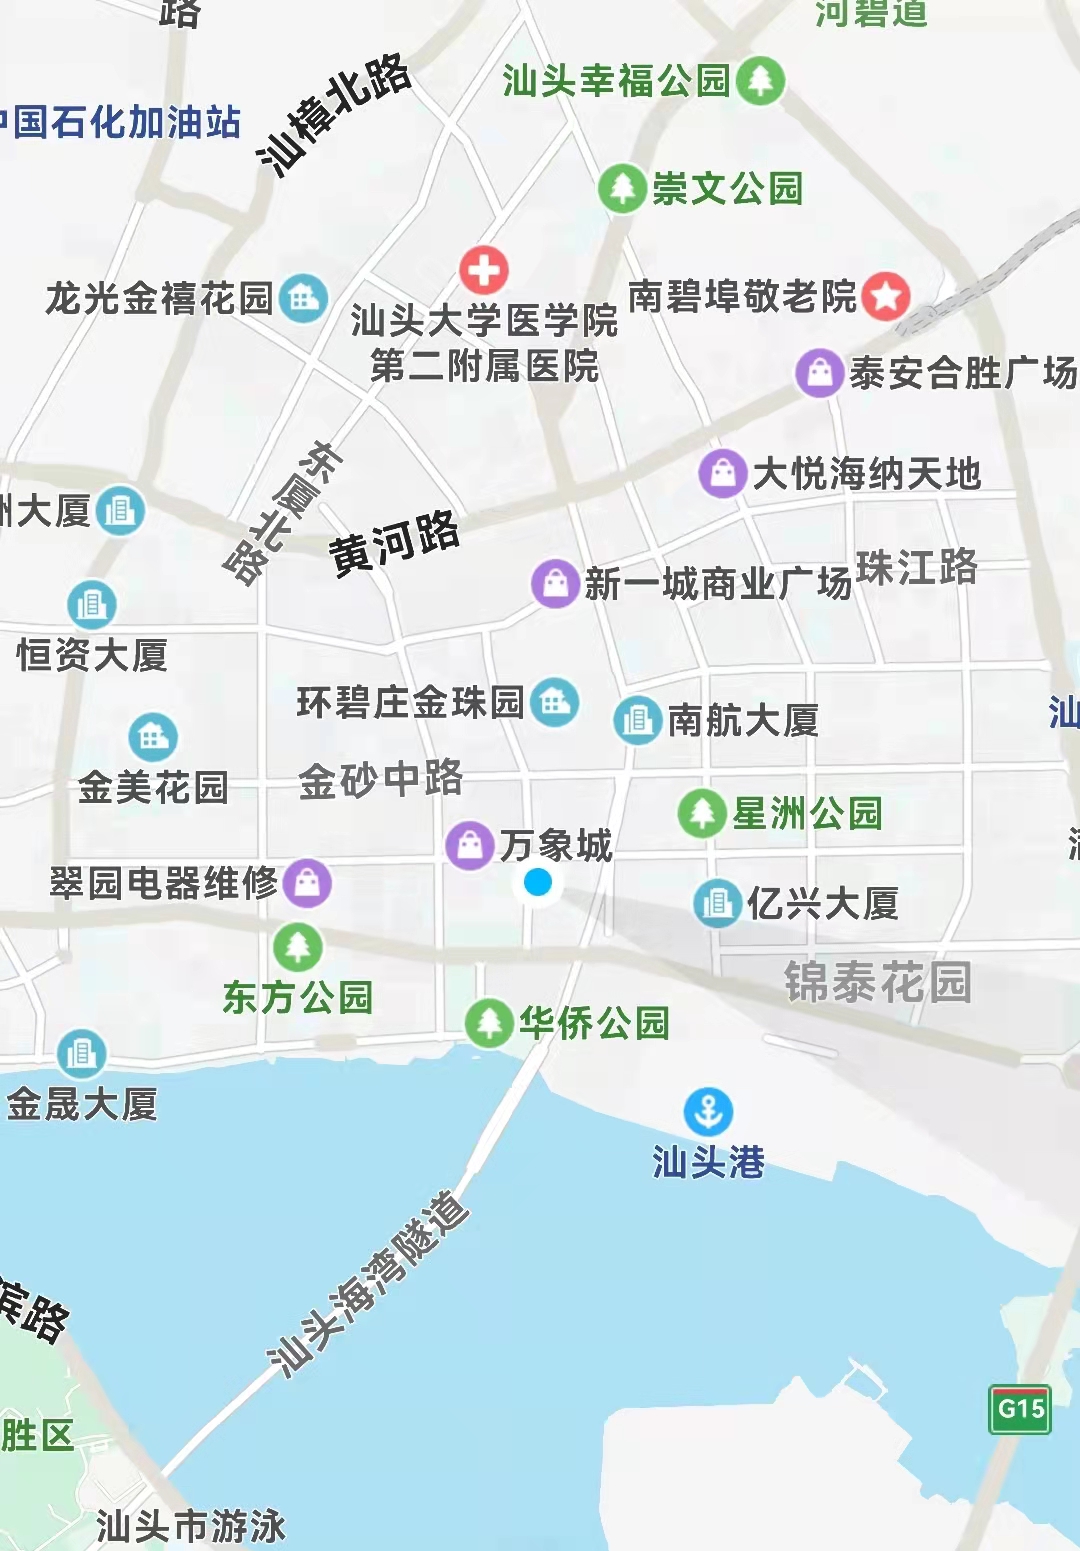 路
河碧道
汕樟北路
汕头幸福公园
中国石化加油站
崇文公园
龙光金禧花园
汕头大学医学院
第二附属医院
南碧埠敬老院
泰安合胜广场
东厦北路
大悦海纳天地
洲大厦
黄河路
新一城商业广场
珠江路
恒资大厦
环碧庄金珠园
南航大厦
汕
金美花园
金砂中路
星洲公园
万象城
翠园电器维修
亿兴大厦
锦泰花园
东方公园
华侨公园
金晟大厦
汕头港
汕头海湾隧道
滨路
G15
胜区
汕头市游泳